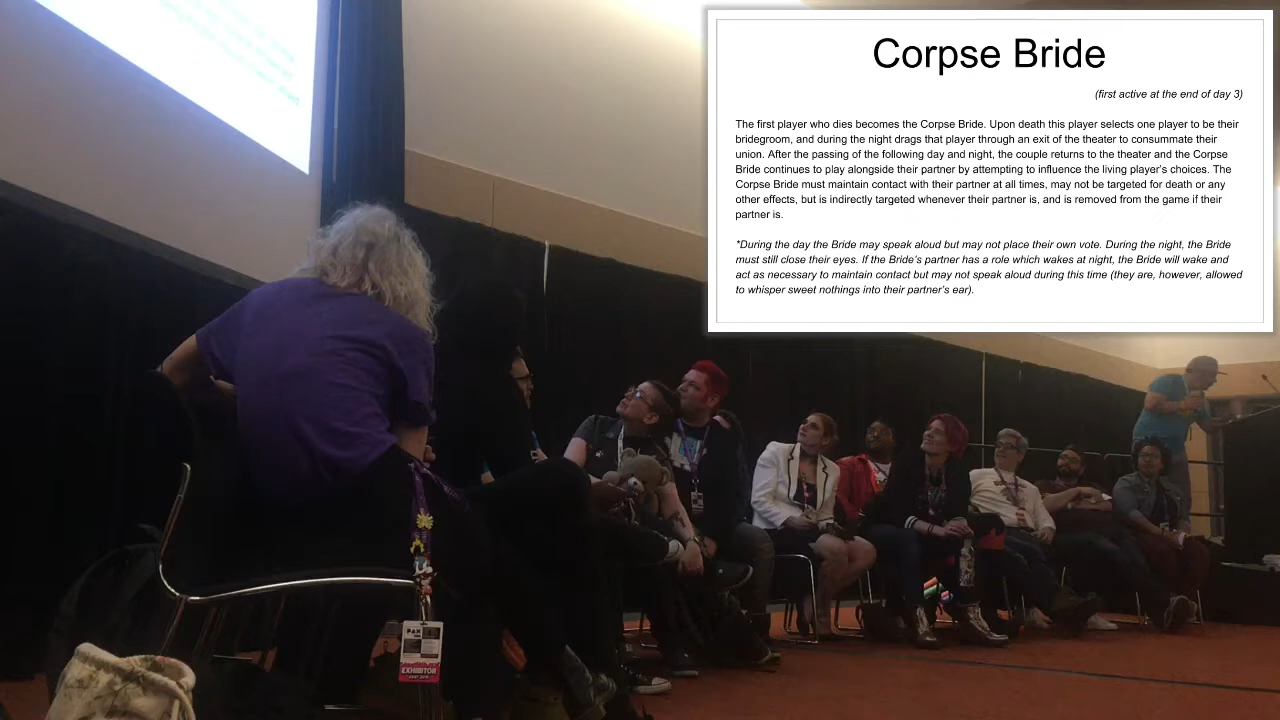 Corpse Bride
(first active at the end of day 3)
The first player who dies becomes the Corpse Bride. Upon death this player selects one player to be their
bridegroom, and during the night drags that player through an exit of the theater to consummate their
union. After the passing of the following day and night, the couple returns to the theater and the Corpse
Bride continues to play alongside their partner by attempting to influence the living player's choices. The
Corpse Bride must maintain contact with their partner at all times, may not be targeted for death or any
other effects, but is indirectly targeted whenever their partner is, and is removed from the game if their
partner is.
*During the day the Bride may speak aloud but may not place their own vote. During the night, the Bride
must still close their eyes. If the Bride's partner has a role which wakes at night, the Bride will wake and
act as necessary to maintain contact but may not speak aloud during this time (they are, however, allowed
to whisper sweet nothings into their partner's ear).
PAX
EXHIBITOR